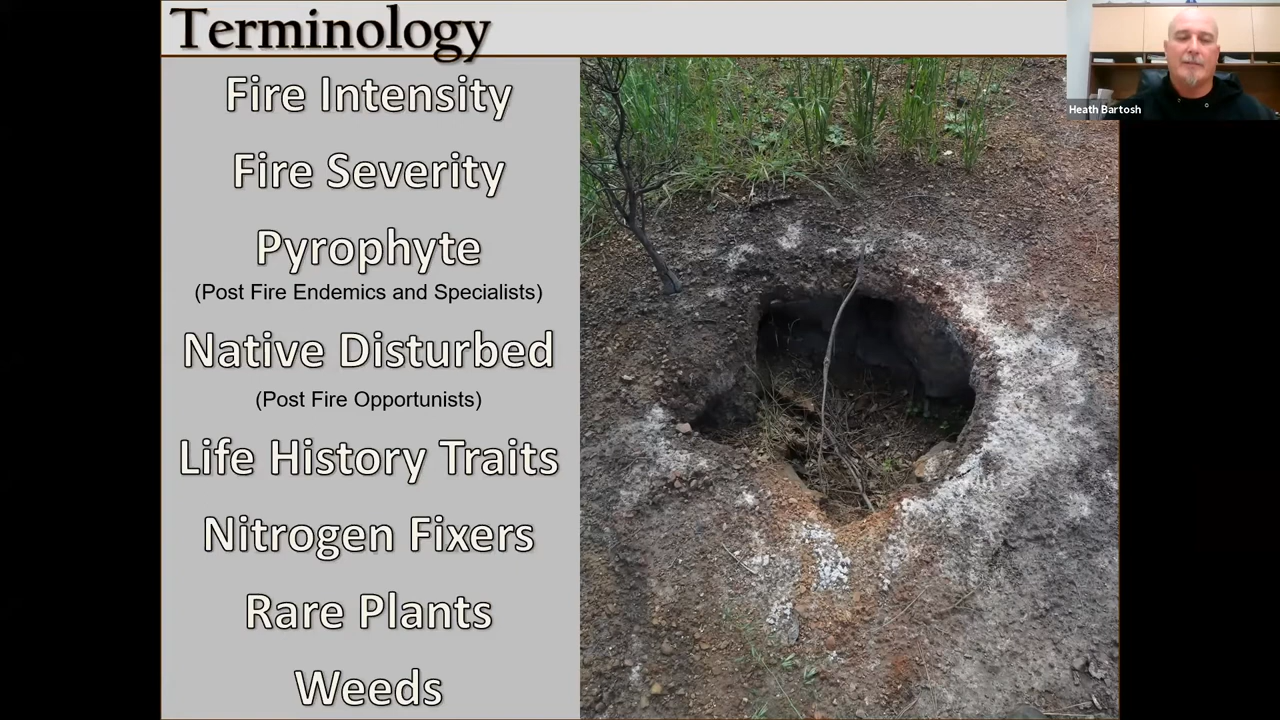 Terminology
Heath Bartosh
Fire Intensity
Fire Severity
Pyrophyte
(Post Fire Endemics and Specialists)
Native Disturbed
(Post Fire Opportunists)
Life History Traits
Nitrogen Fixers
Rare Plants
Weeds